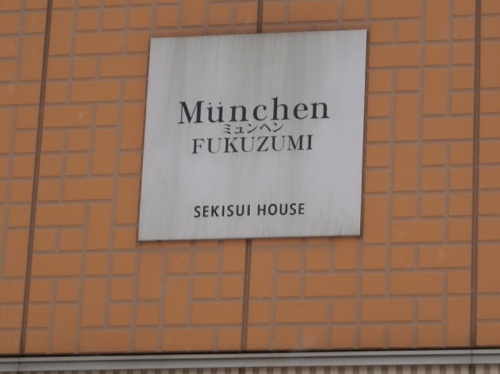 München
ミュンヘン
FUKUZUMI
SEKISUI HOUSE